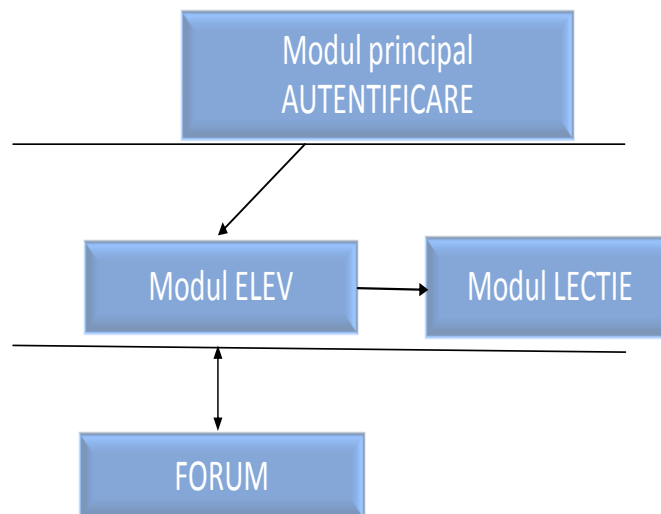 Modul principal
AUTENTIFICARE
Modul ELEV
Modul LECTIE
FORUM